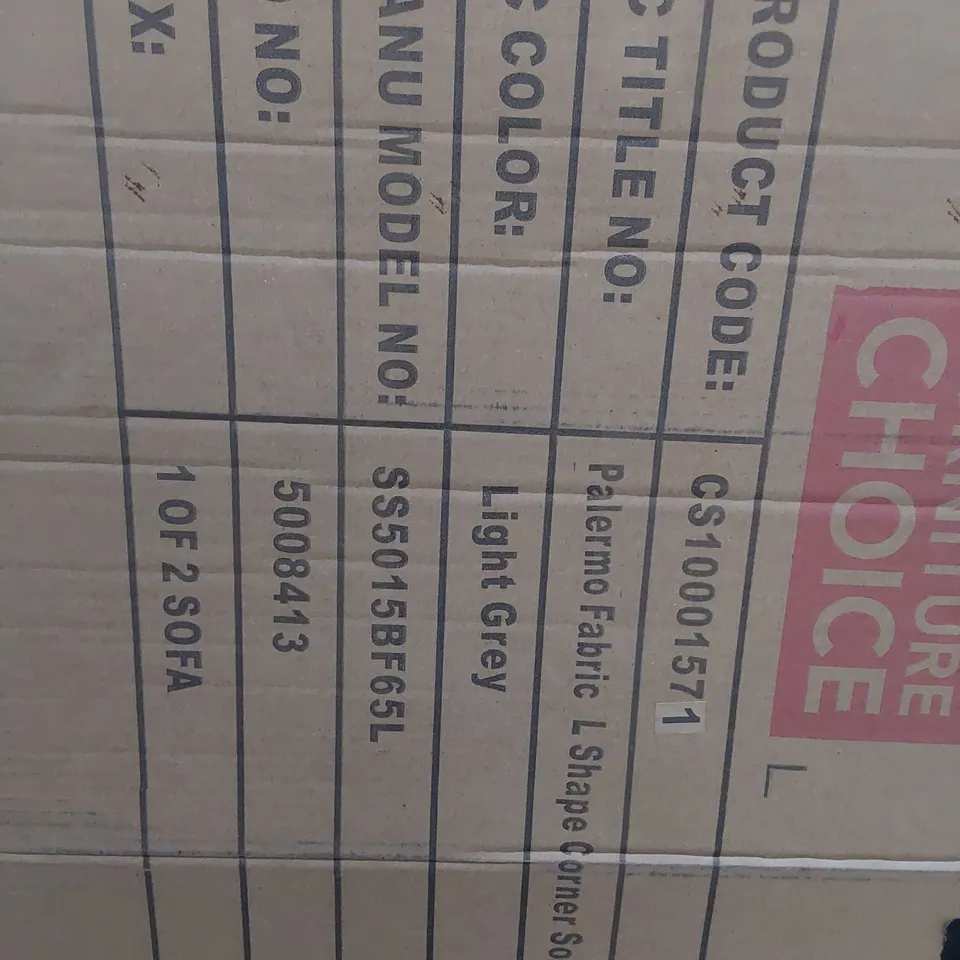 RNITURE
CHOICE
L
RODUCT CODE: CS10001571
C TITLE NO: Palermo Fabric L Shape Corner So
C COLOR: Light Grey
ANU MODEL NO: SS5015BF65L
O NO: 5008413
X: 1 OF 2 SOFA